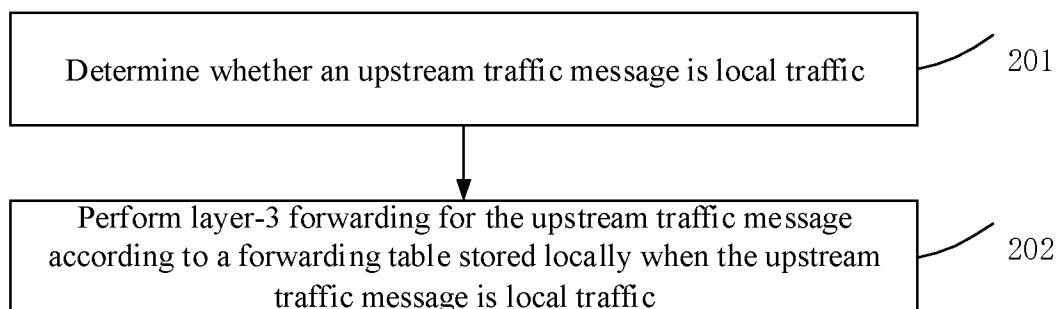 Determine whether an upstream traffic message is local traffic
201
Perform layer-3 forwarding for the upstream traffic message
according to a forwarding table stored locally when the upstream
traffic message is local traffic
202